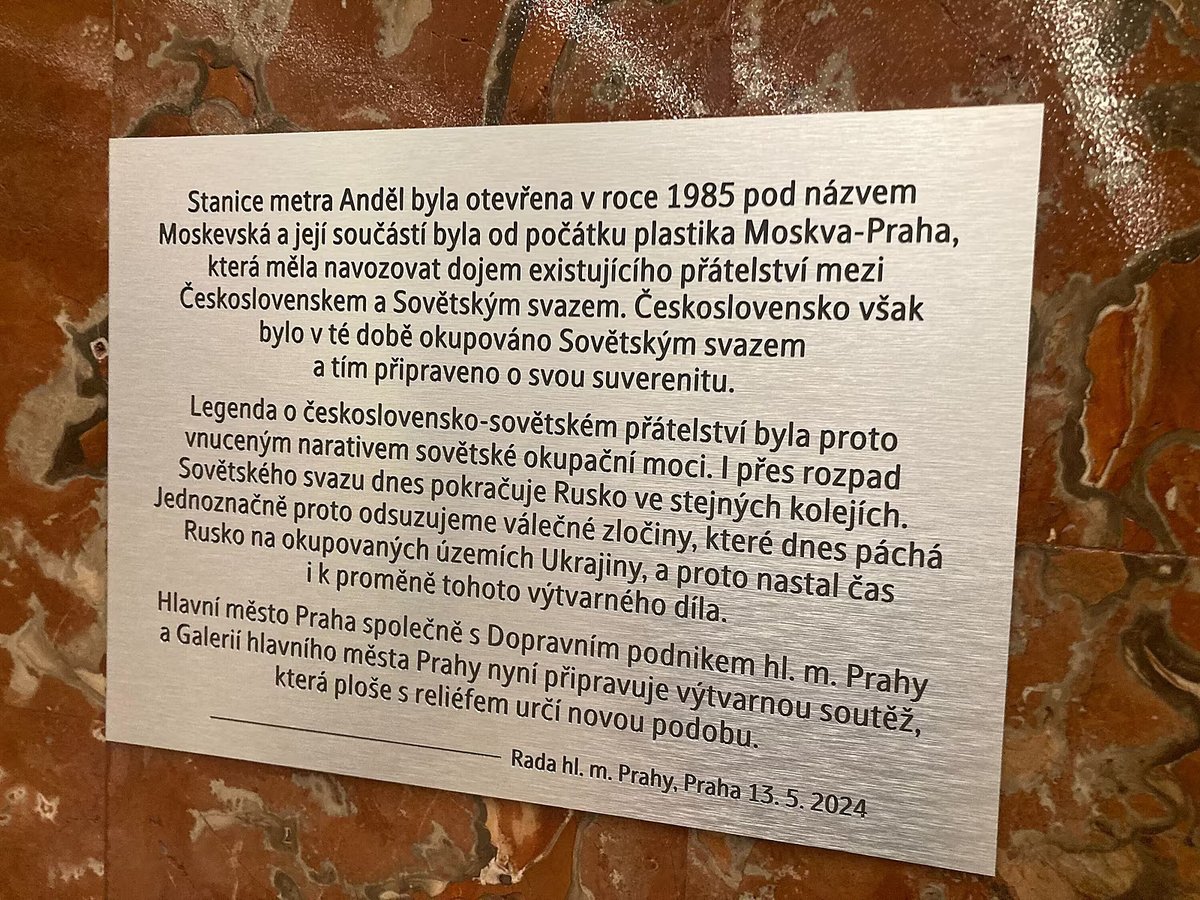 Stanice metra Anděl byla otevřena v roce 1985 pod názvem
Moskevská a její součástí byla od počátku plastika Moskva-Praha,
která měla navozovat dojem existujícího přátelství mezi
Československem a Sovětským svazem. Československo však
bylo v té době okupováno Sovětským svazem
a tím připraveno o svou suverenitu.
Legenda o československo-sovětském přátelství byla proto
vnuceným narativem sovětské okupační moci. I přes rozpad
Sovětského svazu dnes pokračuje Rusko ve stejných kolejích.
Jednoznačně proto odsuzujeme válečné zločiny, které dnes páchá
Rusko na okupovaných územích Ukrajiny, a proto nastal čas
i k proměně tohoto výtvarného díla.
Hlavní město Praha společně s Dopravním podnikem hl. m. Prahy
a Galerií hlavního města Prahy nyní připravuje výtvarnou soutěž,
která ploše s reliéfem určí novou podobu.
Rada hl. m. Prahy, Praha 13. 5. 2024